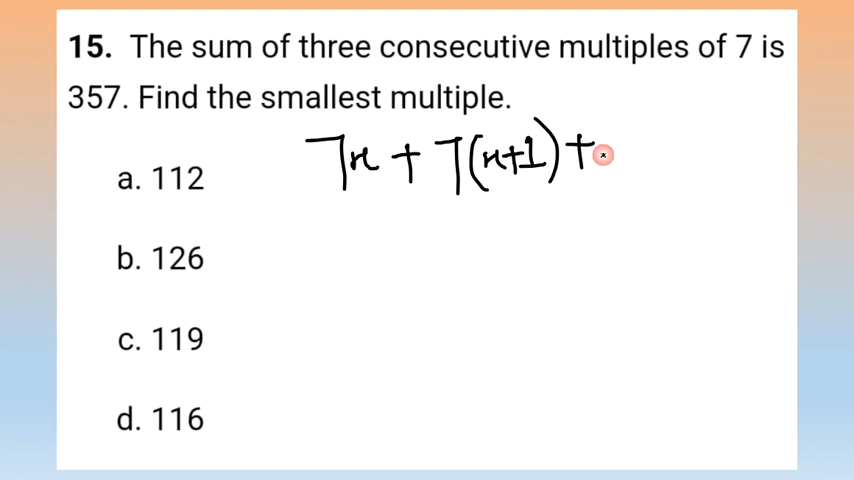 15. The sum of three consecutive multiples of 7 is
357. Find the smallest multiple.
7x + 7(x+1) +
a. 112
b. 126
c. 119
d. 116